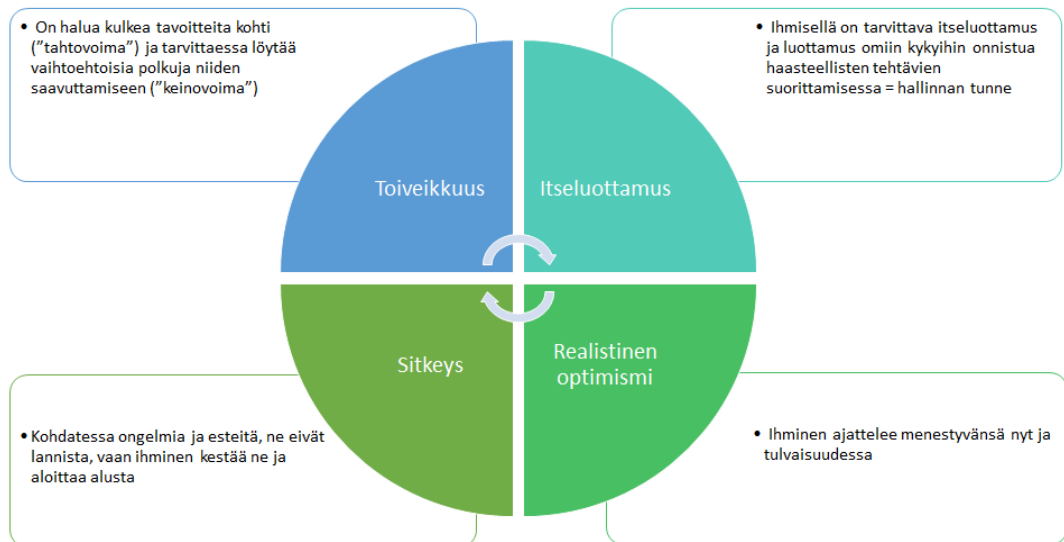 • On halua kulkea tavoitteita kohti
("tahtovoima") ja tarvittaessa löytää
vaihtoehtoisia polkuja niiden
saavuttamiseen ("keinovoima")
• Ihmisellä on tarvittava itseluottamus
ja luottamus omiin kykyihin onnistua
haasteellisten tehtävien
suorittamisessa = hallinnan tunne
Toiveikkuus
Itseluottamus
Sitkeys
Realistinen
optimismi
• Kohdatessa ongelmia ja esteitä, ne eivät
lannista, vaan ihminen kestää ne ja
aloittaa alusta
• Ihminen ajattelee menestyvänsä nyt ja
tulvaisuudessa